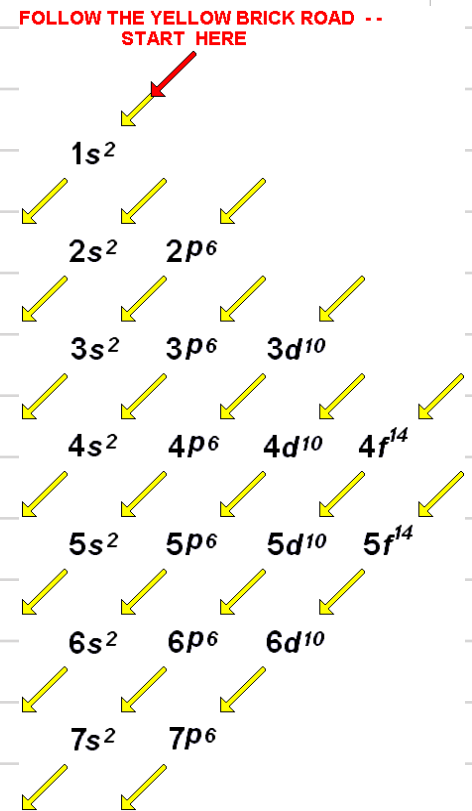 FOLLOW THE YELLOW BRICK ROAD - -
START HERE
1s²
2s² 2p⁶
3s² 3p⁶ 3d¹⁰
4s² 4p⁶ 4d¹⁰ 4f¹⁴
5s² 5p⁶ 5d¹⁰ 5f¹⁴
6s² 6p⁶ 6d¹⁰
7s² 7p⁶